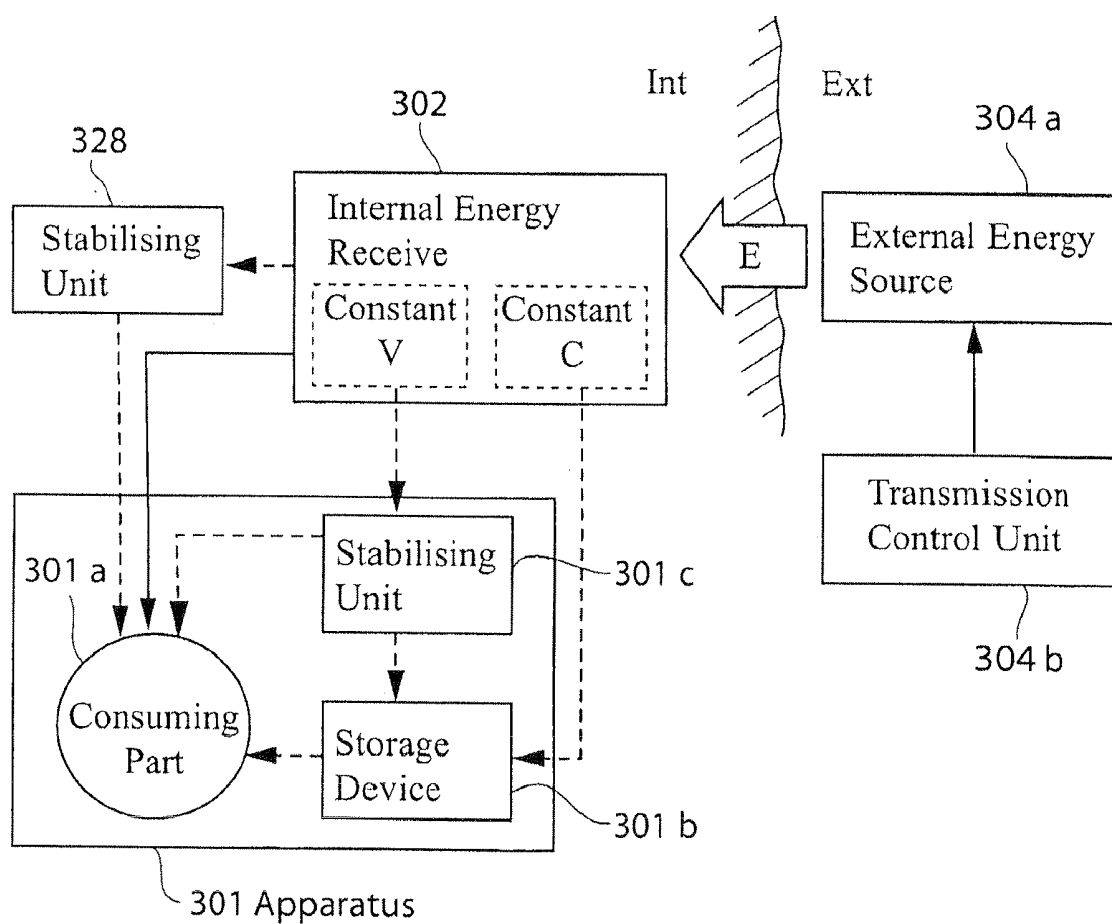 Int
Ext
302
304 a
328
Internal Energy
Receive
Stabilising
Unit
E
External Energy
Source
Constant
V
Constant
C
Transmission
Control Unit
Stabilising
Unit
301 a
301 c
304 b
Consuming
Part
Storage
Device
301 b
301 Apparatus